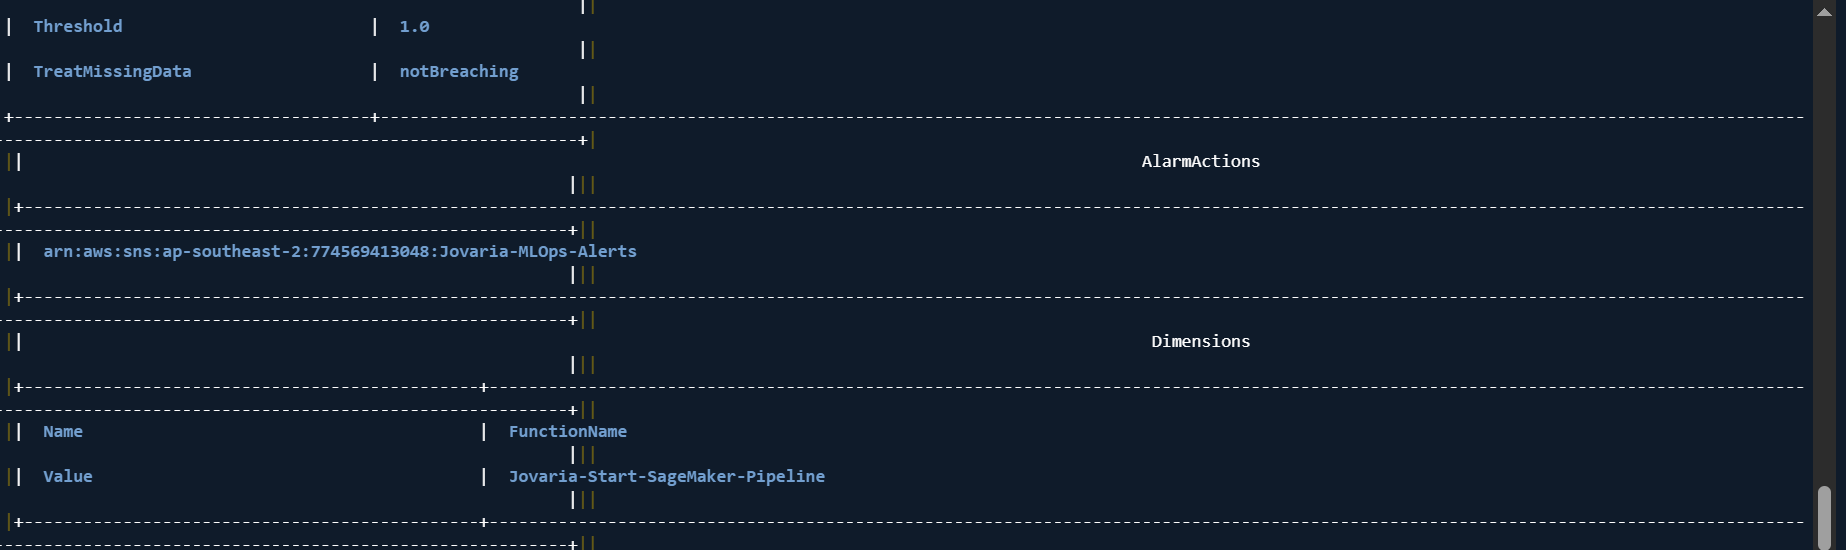 Threshold | 1.0
TreatMissingData | notBreaching
AlarmActions
arn:aws:sns:ap-southeast-2:774569413048:Jovaria-MLOps-Alerts
Dimensions
Name | FunctionName
Value | Jovaria-Start-SageMaker-Pipeline